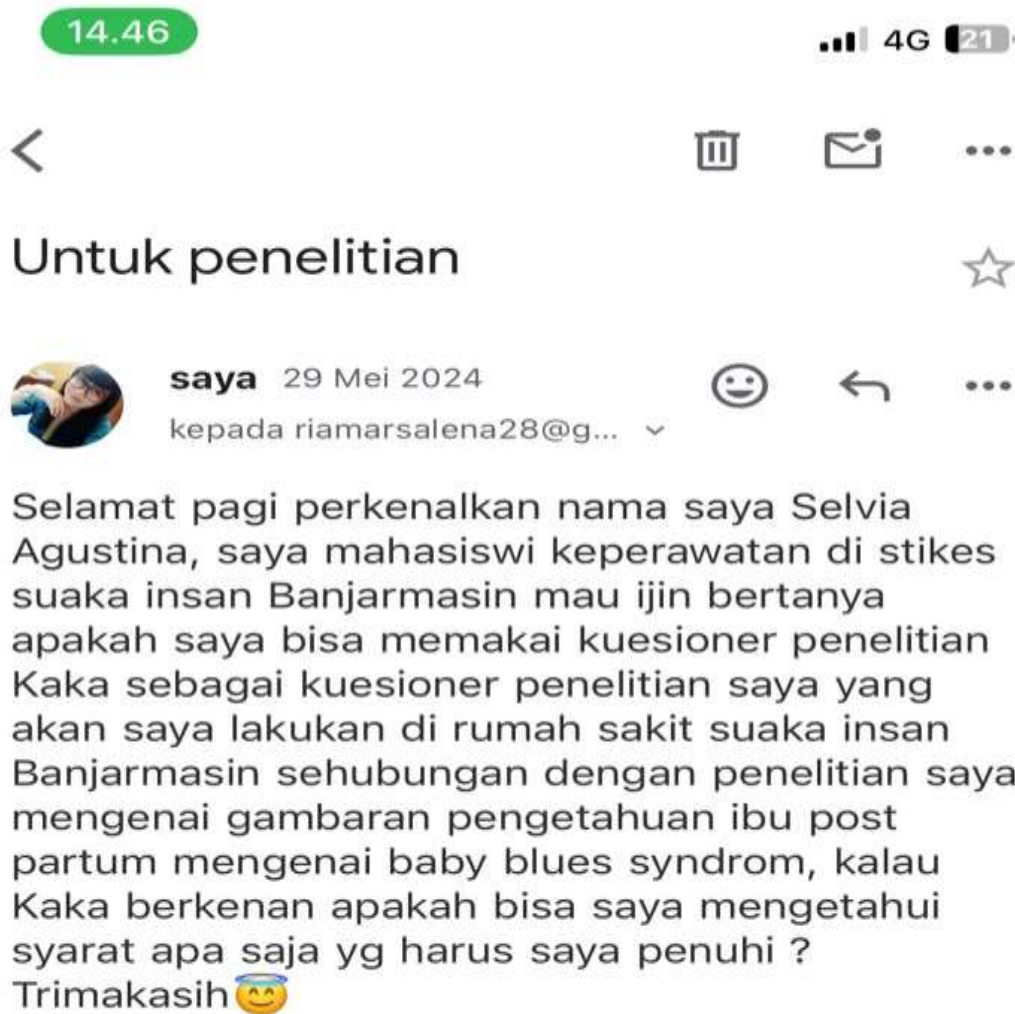 14.46
4G 21
Untuk penelitian
saya 29 Mei 2024
kepada riamarsalena28@g...
Selamat pagi perkenalkan nama saya Selvia
Agustina, saya mahasiswi keperawatan di stikes
suaka insan Banjarmasin mau ijin bertanya
apakah saya bisa memakai kuesioner penelitian
Kaka sebagai kuesioner penelitian saya yang
akan saya lakukan di rumah sakit suaka insan
Banjarmasin sehubungan dengan penelitian saya
mengenai gambaran pengetahuan ibu post
partum mengenai baby blues syndrom, kalau
Kaka berkenan apakah bisa saya mengetahui
syarat apa saja yg harus saya penuhi ?
Trimakasih😇